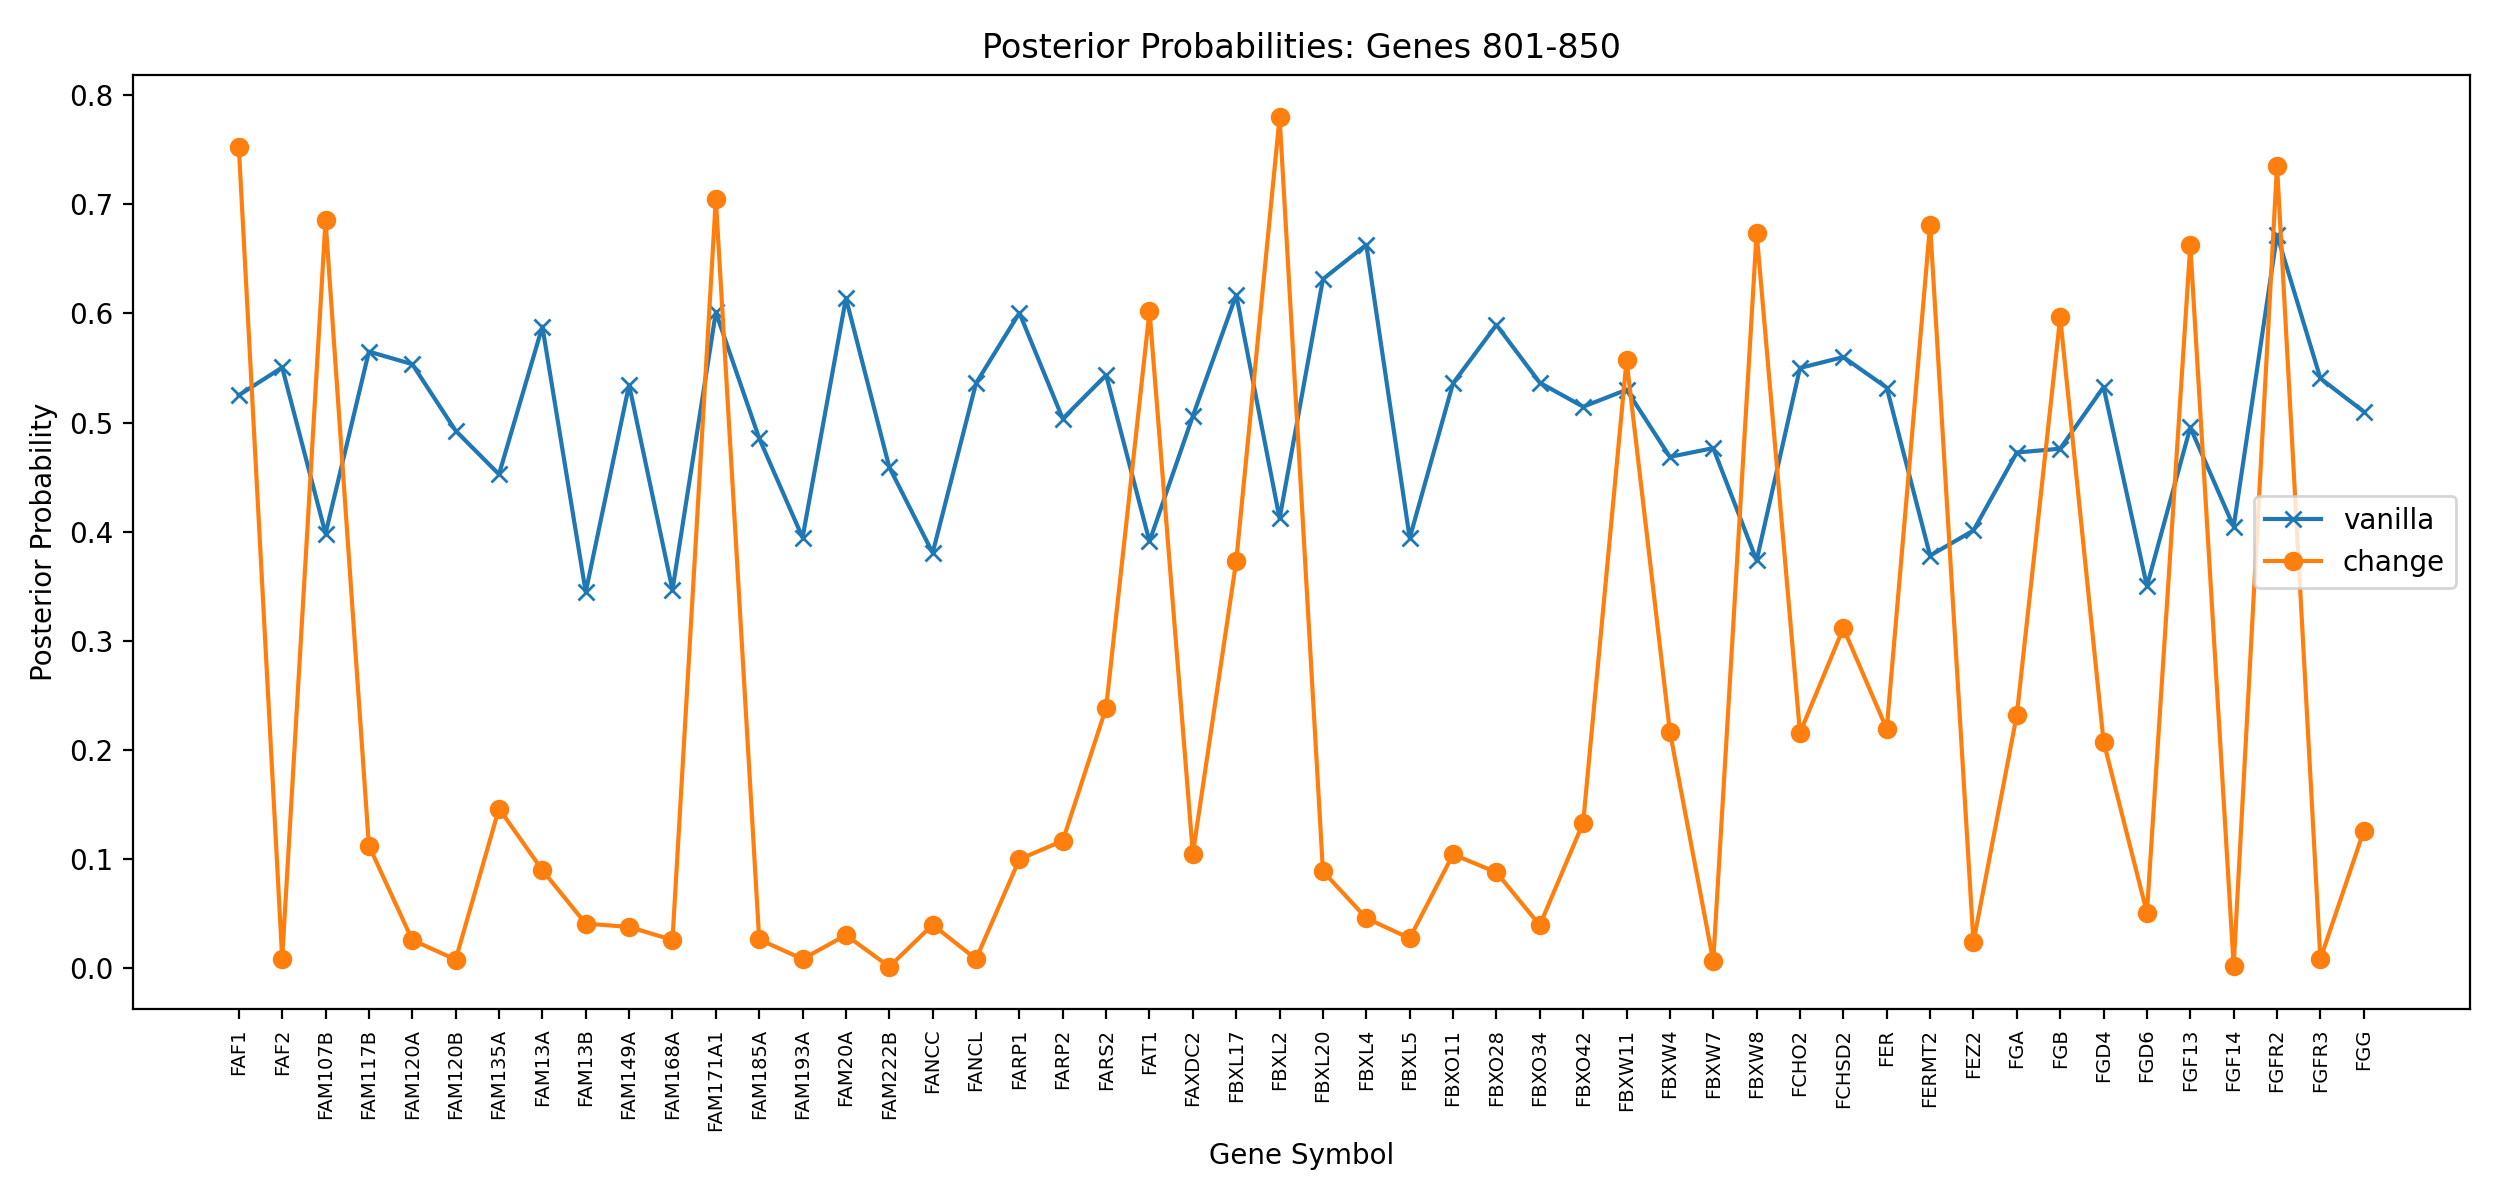 Posterior Probabilities: Genes 801-850
Posterior Probability
0.8
0.7
0.6
0.5
0.4
0.3
0.2
0.1
0.0
vanilla
change
FAF1
FAF2
FAM107B
FAM117B
FAM120A
FAM120B
FAM135A
FAM13A
FAM13B
FAM149A
FAM168A
FAM171A1
FAM185A
FAM193A
FAM20A
FAM222B
FANCC
FANCL
FARP1
FARP2
FARS2
FAT1
FAXDC2
FBXL17
FBXL2
FBXL20
FBXL4
FBXL5
FBXO11
FBXO28
FBXO34
FBXO42
FBXW11
FBXW4
FBXW7
FBXW8
FCHO2
FCHSD2
FER
FERMT2
FEZ2
FGA
FGB
FGD4
FGD6
FGF13
FGF14
FGFR2
FGFR3
FGG
Gene Symbol